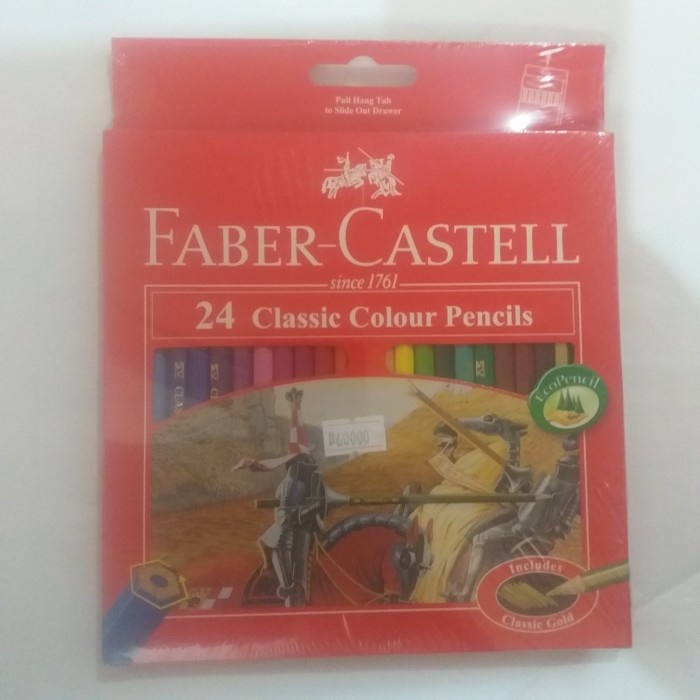 Pull Hang Tab
to Slide Out Drawer
FABER-CASTELL
since 1761
24 Classic Colour Pencils
EcoPencil
Includes
Classic Gold